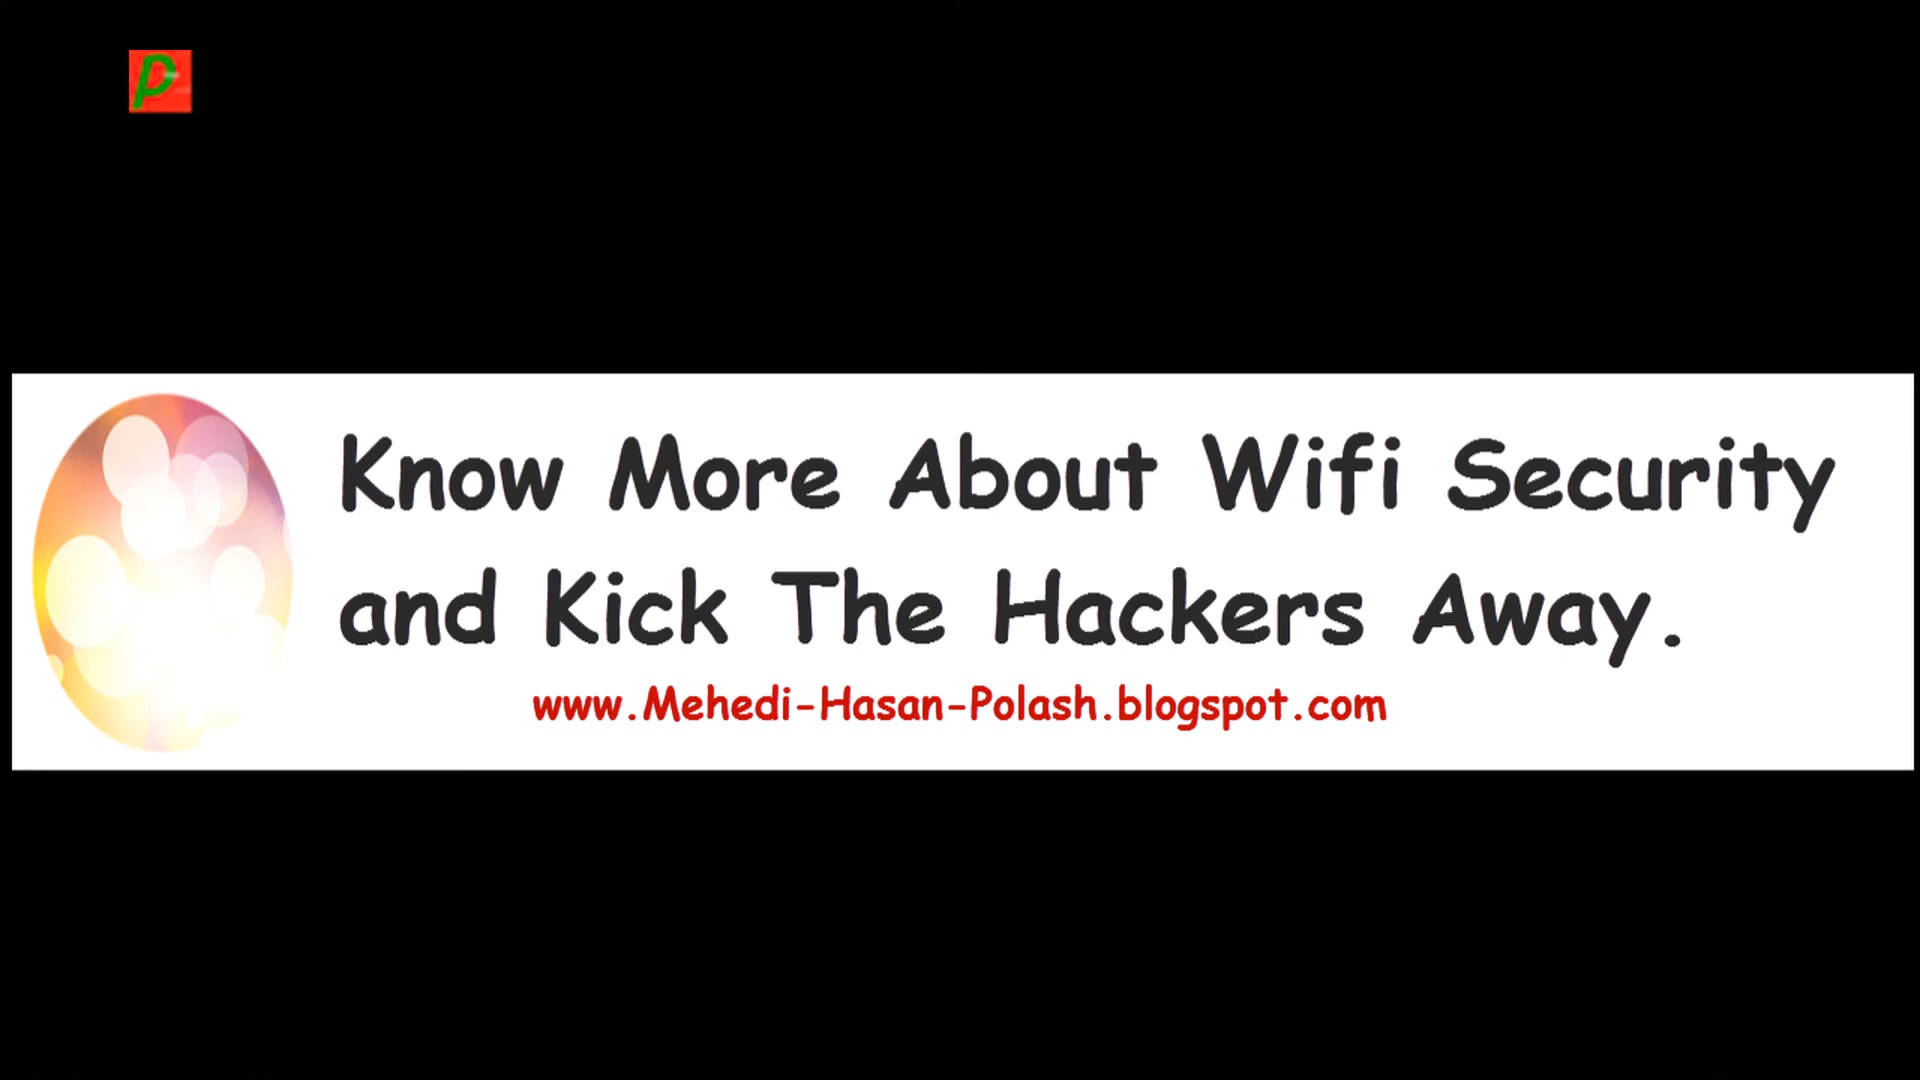 P
Know More About Wifi Security
and Kick The Hackers Away.
www.Mehedi-Hasan-Polash.blogspot.com